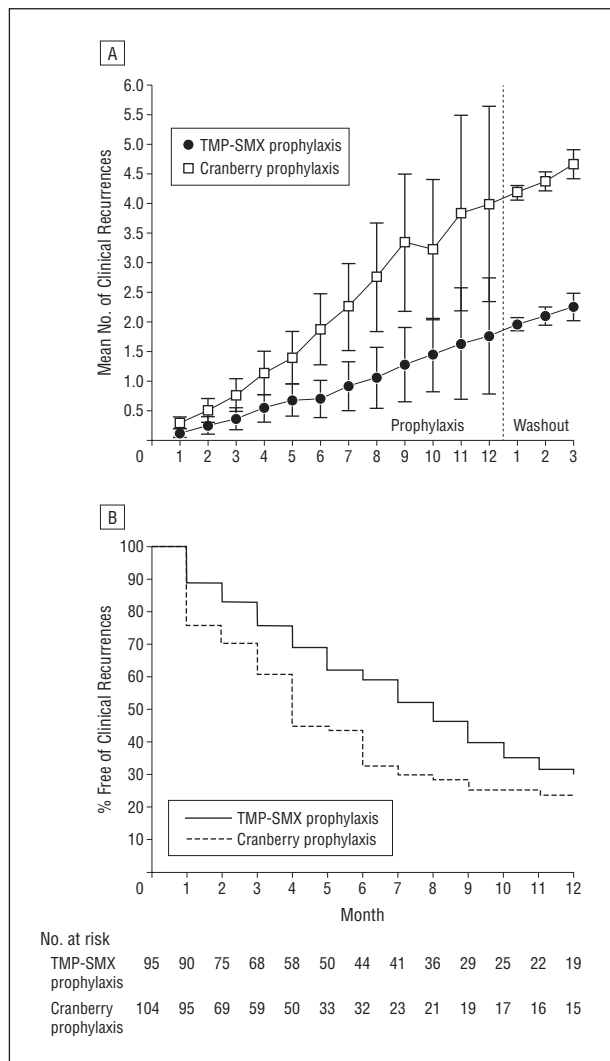 A
6.0
5.5
5.0
4.5
4.0
3.5
3.0
2.5
2.0
1.5
1.0
0.5
0
Mean No. of Clinical Recurrences
TMP-SMX prophylaxis
Cranberry prophylaxis
Prophylaxis Washout
1 2 3 4 5 6 7 8 9 10 11 12 1 2 3
B
100
90
80
70
60
50
40
30
20
10
% Free of Clinical Recurrences
TMP-SMX prophylaxis
Cranberry prophylaxis
0 1 2 3 4 5 6 7 8 9 10 11 12
Month
No. at risk
TMP-SMX 95 90 75 68 58 50 44 41 36 29 25 22 19
prophylaxis
Cranberry 104 95 69 59 50 33 32 23 21 19 17 16 15
prophylaxis